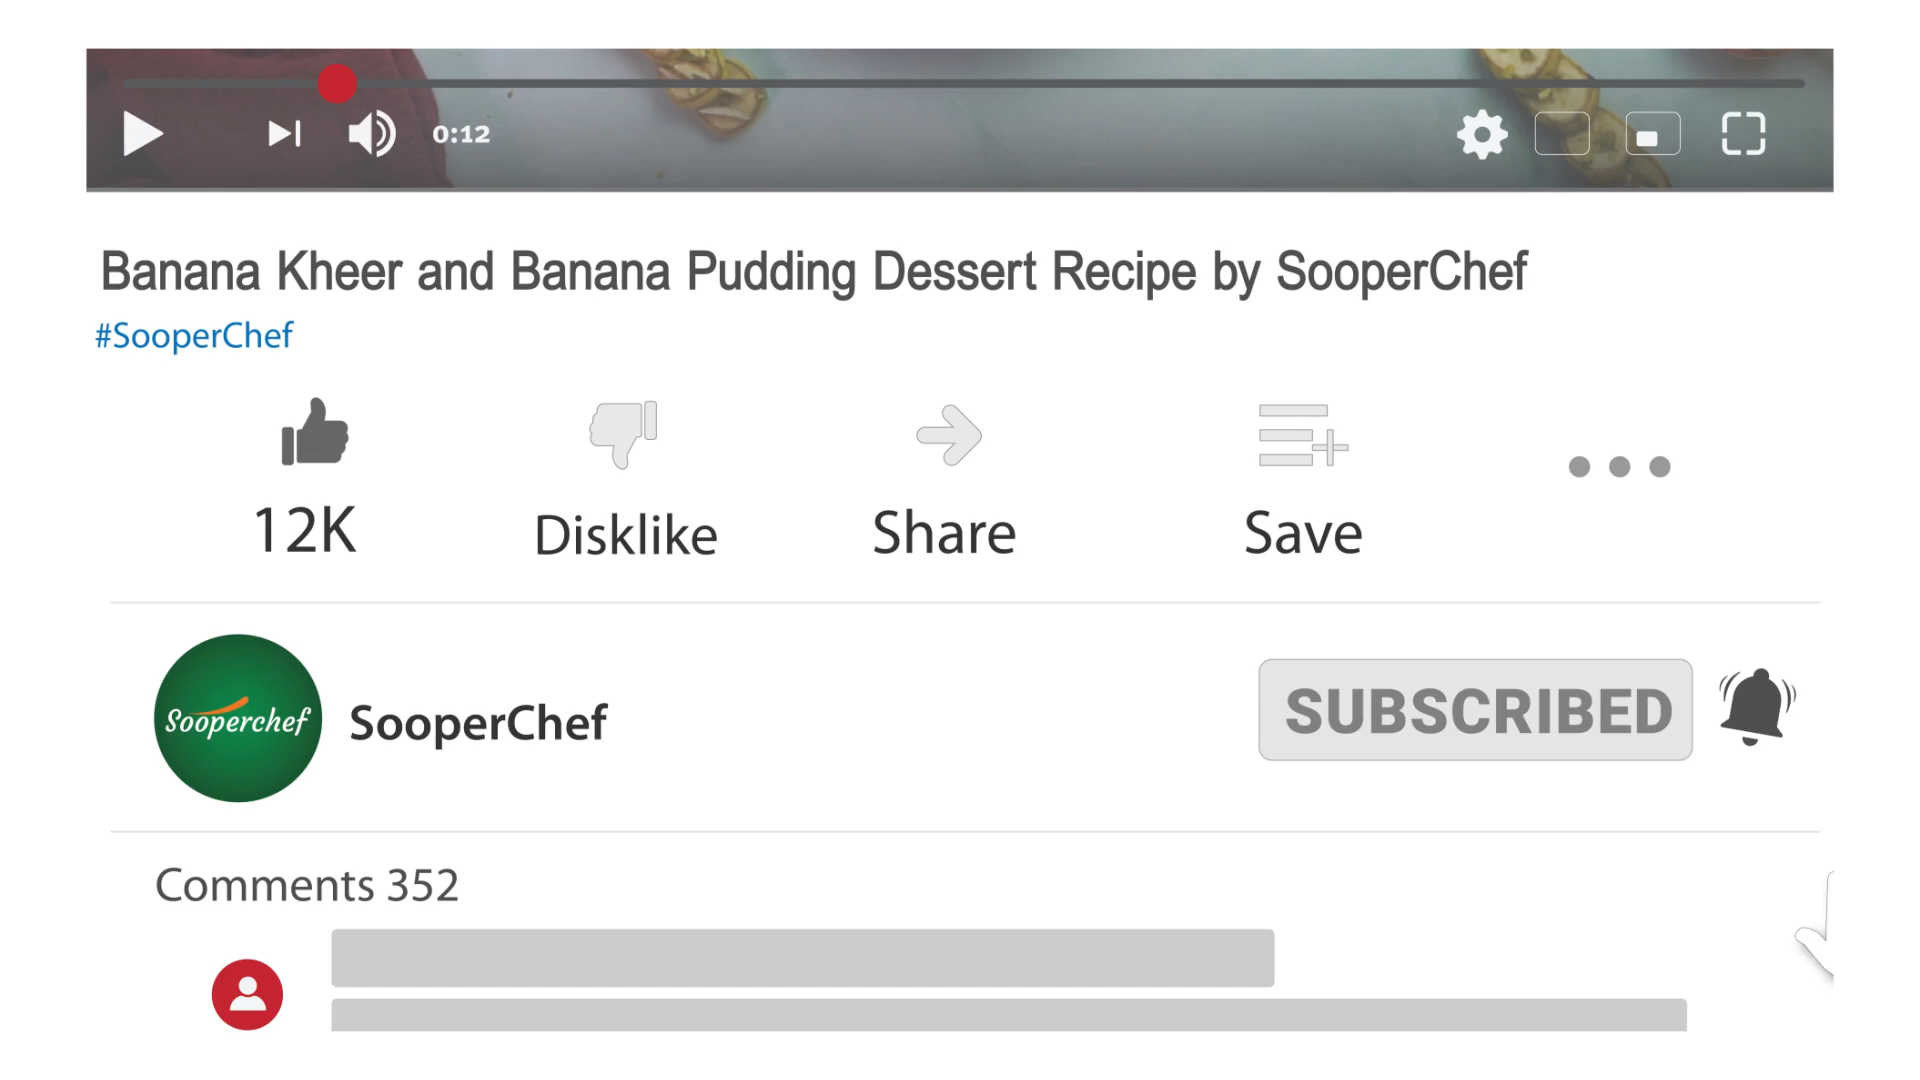 0:12
Banana Kheer and Banana Pudding Dessert Recipe by SooperChef
#SooperChef
12K Disklike Share Save
Sooperchef SooperChef SUBSCRIBED
Comments 352